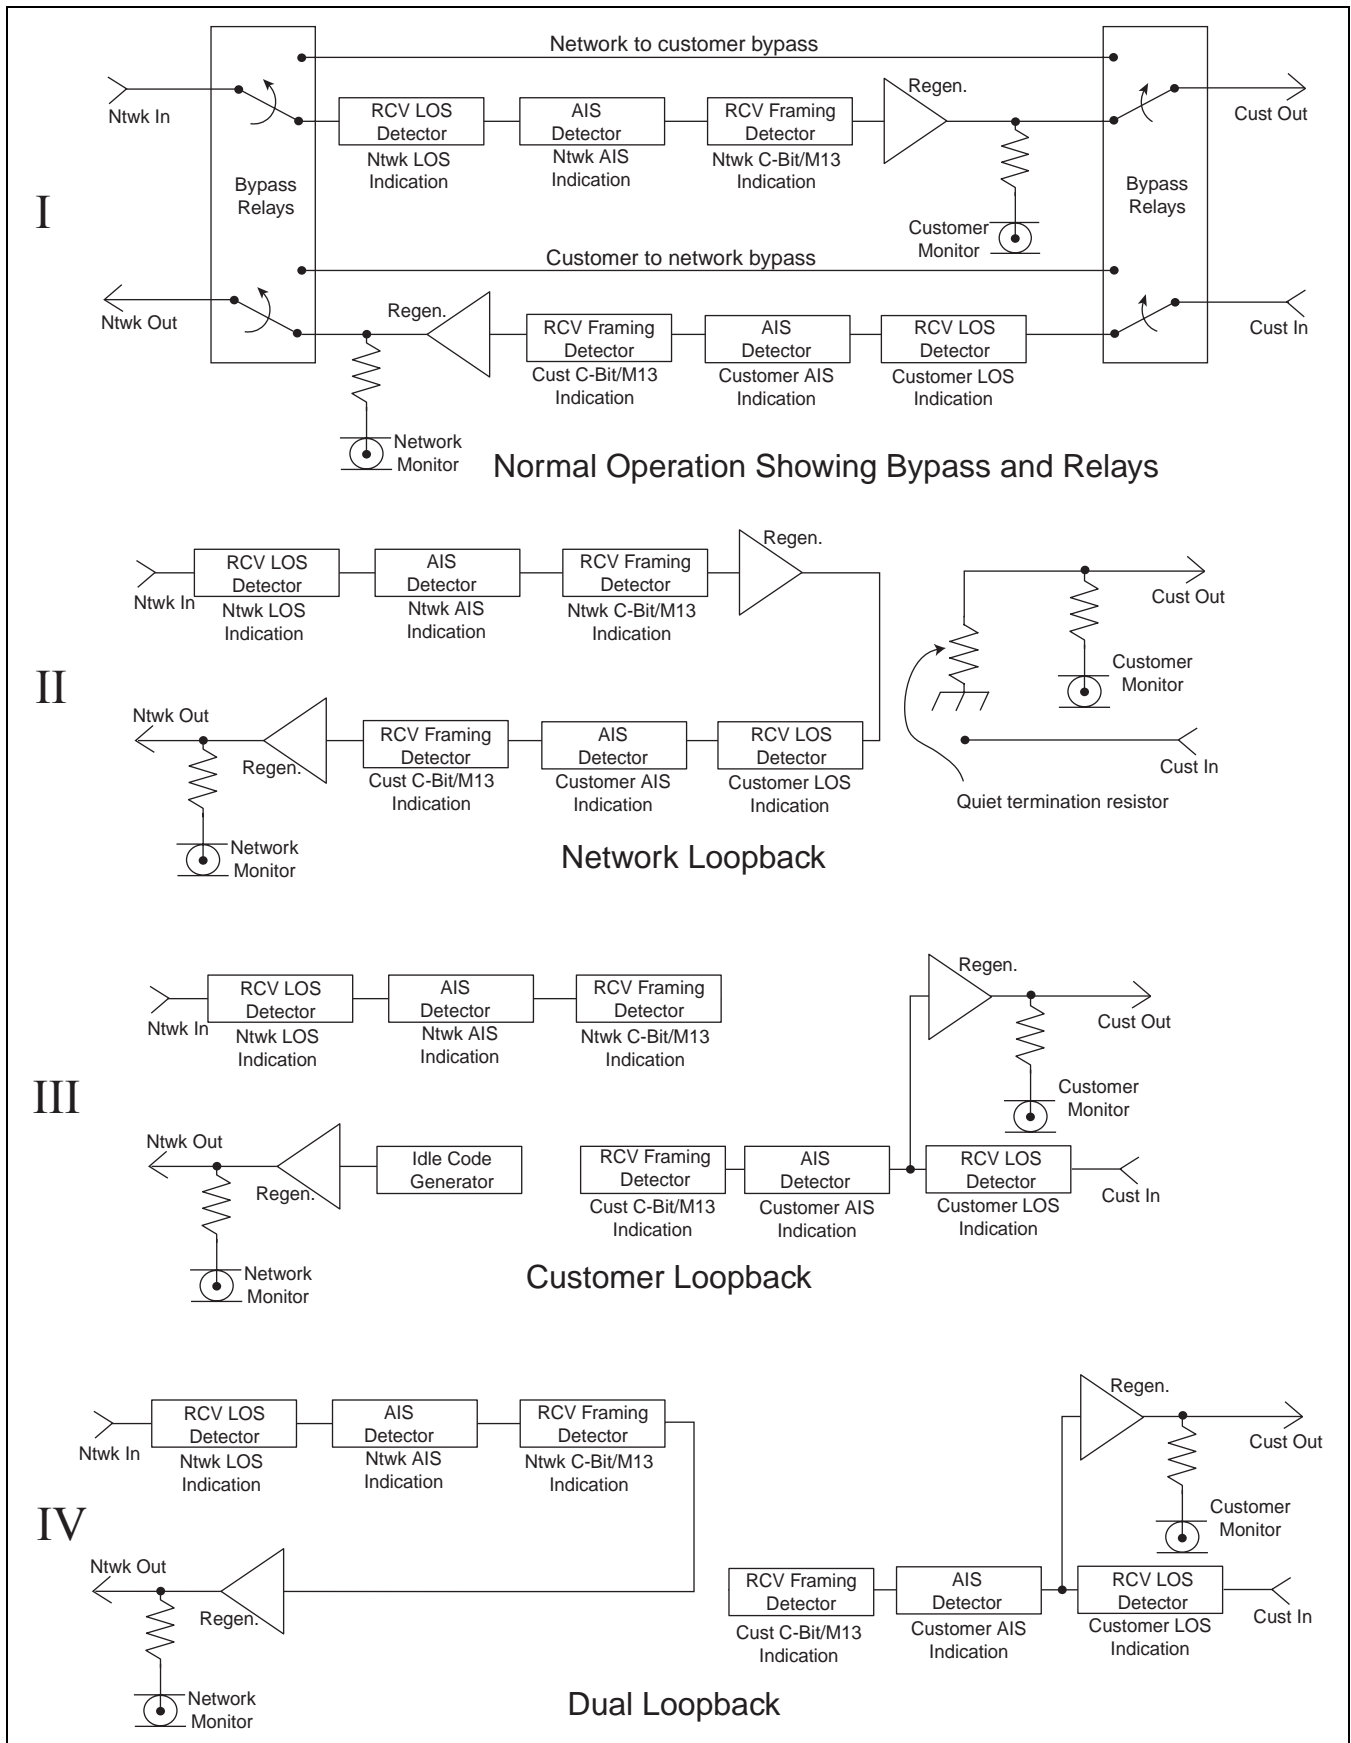 Network to customer bypass
Ntwk In
RCV LOS
Detector
Ntwk LOS
Indication
AIS
Detector
Ntwk AIS
Indication
RCV Framing
Detector
Ntwk C-Bit/M13
Indication
Regen.
Cust Out
I
Bypass
Relays
Bypass
Relays
Customer
Monitor
Customer to network bypass
Ntwk Out
Regen.
RCV Framing
Detector
Cust C-Bit/M13
Indication
AIS
Detector
Customer AIS
Indication
RCV LOS
Detector
Customer LOS
Indication
Cust In
Network
Monitor
Normal Operation Showing Bypass and Relays
Ntwk In
RCV LOS
Detector
Ntwk LOS
Indication
AIS
Detector
Ntwk AIS
Indication
RCV Framing
Detector
Ntwk C-Bit/M13
Indication
Regen.
Cust Out
Customer
Monitor
II
Ntwk Out
Regen.
RCV Framing
Detector
Cust C-Bit/M13
Indication
AIS
Detector
Customer AIS
Indication
RCV LOS
Detector
Customer LOS
Indication
Cust In
Quiet termination resistor
Network
Monitor
Network Loopback
Ntwk In
RCV LOS
Detector
Ntwk LOS
Indication
AIS
Detector
Ntwk AIS
Indication
RCV Framing
Detector
Ntwk C-Bit/M13
Indication
Regen.
Cust Out
Customer
Monitor
III
Ntwk Out
Regen.
Idle Code
Generator
RCV Framing
Detector
Cust C-Bit/M13
Indication
AIS
Detector
Customer AIS
Indication
RCV LOS
Detector
Customer LOS
Indication
Cust In
Network
Monitor
Customer Loopback
Ntwk In
RCV LOS
Detector
Ntwk LOS
Indication
AIS
Detector
Ntwk AIS
Indication
RCV Framing
Detector
Ntwk C-Bit/M13
Indication
Regen.
Cust Out
Customer
Monitor
IV
Ntwk Out
Regen.
RCV Framing
Detector
Cust C-Bit/M13
Indication
AIS
Detector
Customer AIS
Indication
RCV LOS
Detector
Customer LOS
Indication
Cust In
Network
Monitor
Dual Loopback